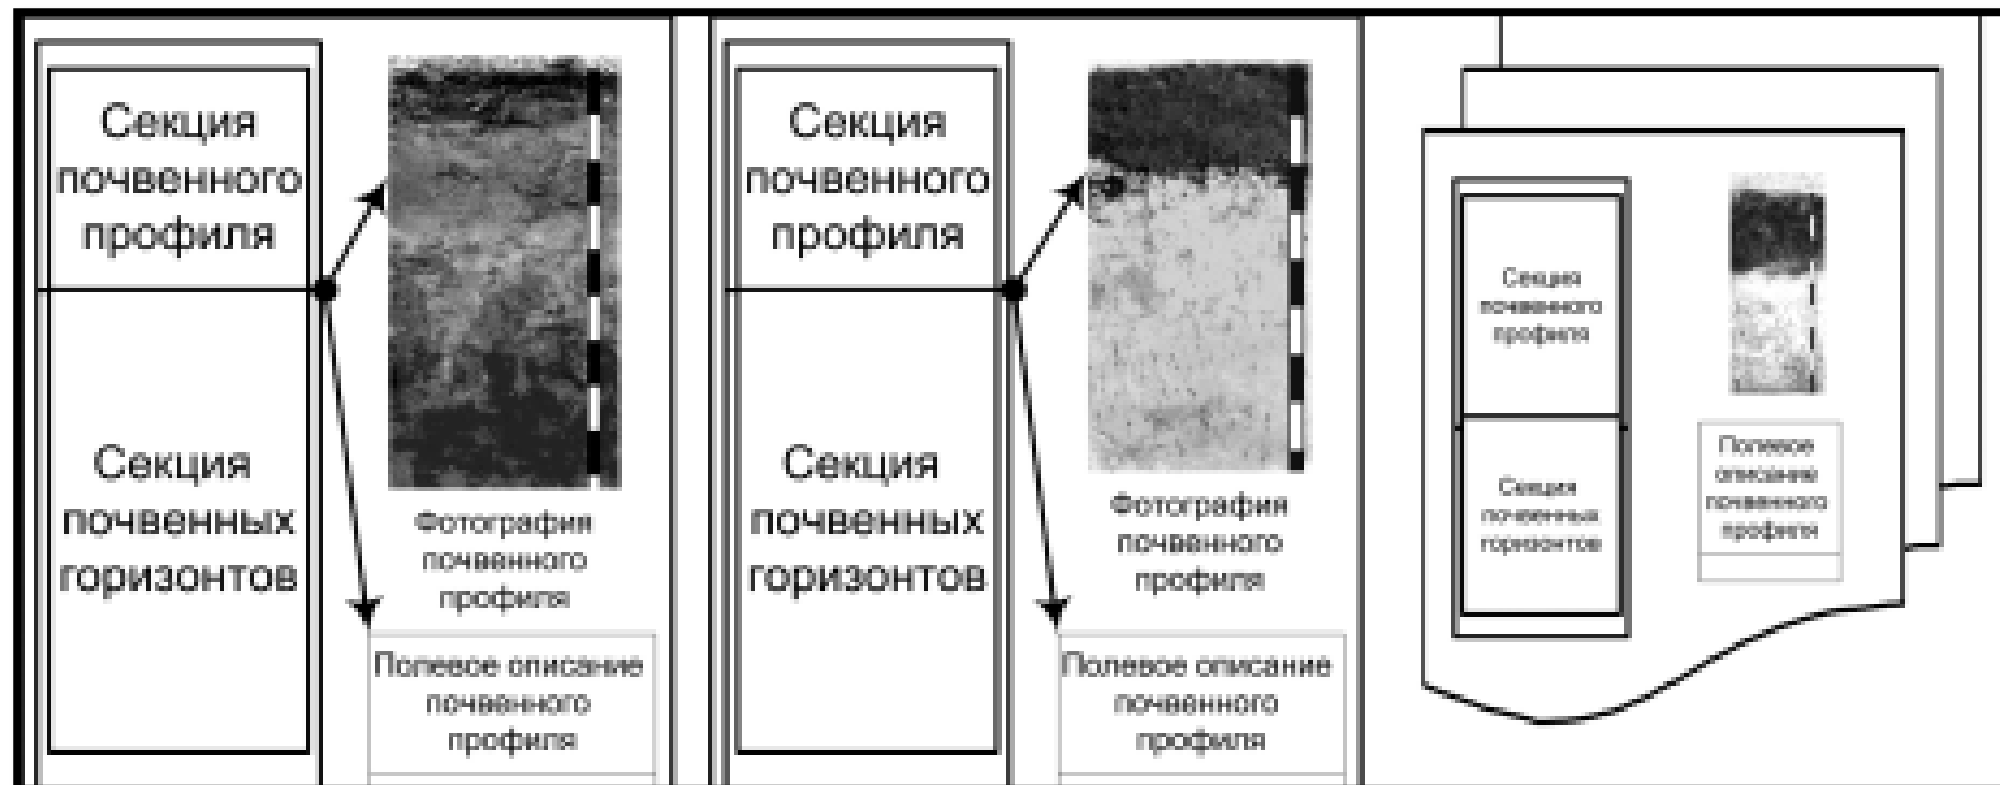 Секция
почвенного
профиля
Секция
почвенных
горизонтов
Фотография
почвенного
профиля
Полевое описание
почвенного
профиля
Секция
почвенного
профиля
Секция
почвенных
горизонтов
Фотография
почвенного
профиля
Полевое описание
почвенного
профиля
Секция
почвенного
профиля
Секция
почвенных
горизонтов
Полевое
описание
почвенного
профиля